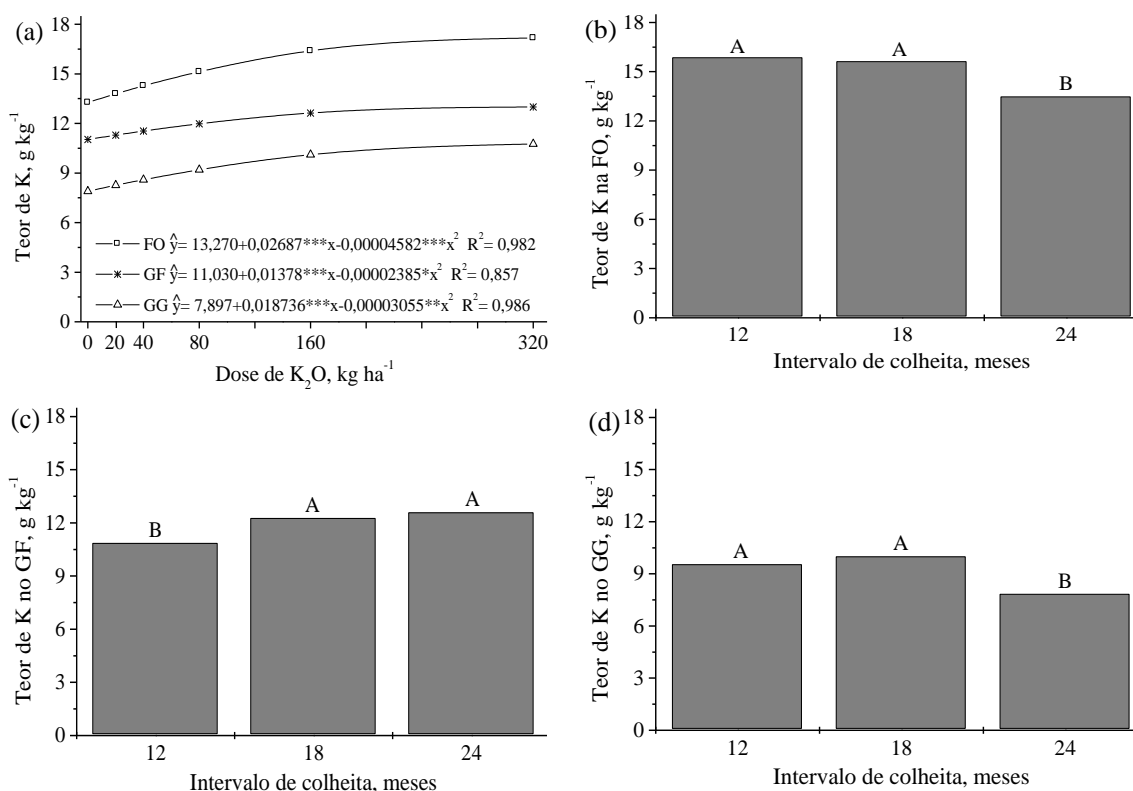 (a)
Teor de K, g kg⁻¹
18
15
12
9
6
3
0
FO ŷ= 13,270+0,02687***x-0,00004582***x² R²= 0,982
GF ŷ= 11,030+0,01378***x-0,00002385*x² R²= 0,857
GG ŷ= 7,897+0,018736***x-0,00003055**x² R²= 0,986
0 20 40 80 160 320
Dose de K₂O, kg ha⁻¹
(b)
Teor de K na FO, g kg⁻¹
18
15
12
9
6
3
0
A A B
12 18 24
Intervalo de colheita, meses
(c)
Teor de K no GF, g kg⁻¹
18
15
12
9
6
3
0
B A A
12 18 24
Intervalo de colheita, meses
(d)
Teor de K no GG, g kg⁻¹
18
15
12
9
6
3
0
A A B
12 18 24
Intervalo de colheita, meses